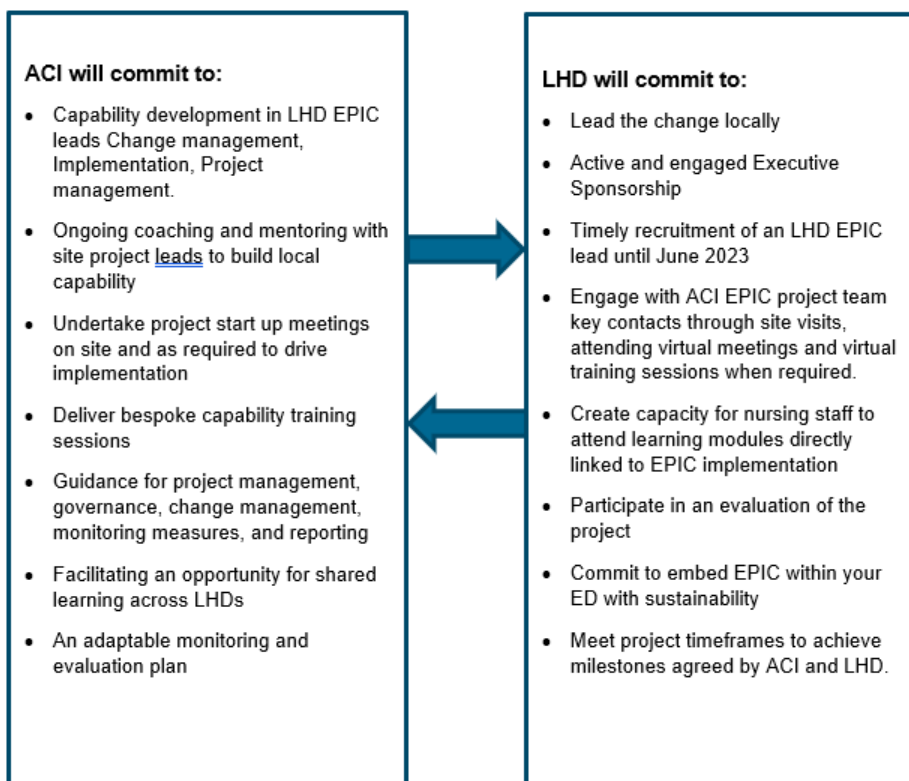 ACI will commit to:
• Capability development in LHD EPIC
leads Change management,
Implementation, Project
management.
• Ongoing coaching and mentoring with
site project leads to build local
capability
• Undertake project start up meetings
on site and as required to drive
implementation
• Deliver bespoke capability training
sessions
• Guidance for project management,
governance, change management,
monitoring measures, and reporting
• Facilitating an opportunity for shared
learning across LHDs
• An adaptable monitoring and
evaluation plan
LHD will commit to:
• Lead the change locally
• Active and engaged Executive
Sponsorship
• Timely recruitment of an LHD EPIC
lead until June 2023
• Engage with ACI EPIC project team
key contacts through site visits,
attending virtual meetings and virtual
training sessions when required.
• Create capacity for nursing staff to
attend learning modules directly
linked to EPIC implementation
• Participate in an evaluation of the
project
• Commit to embed EPIC within your
ED with sustainability
• Meet project timeframes to achieve
milestones agreed by ACI and LHD.